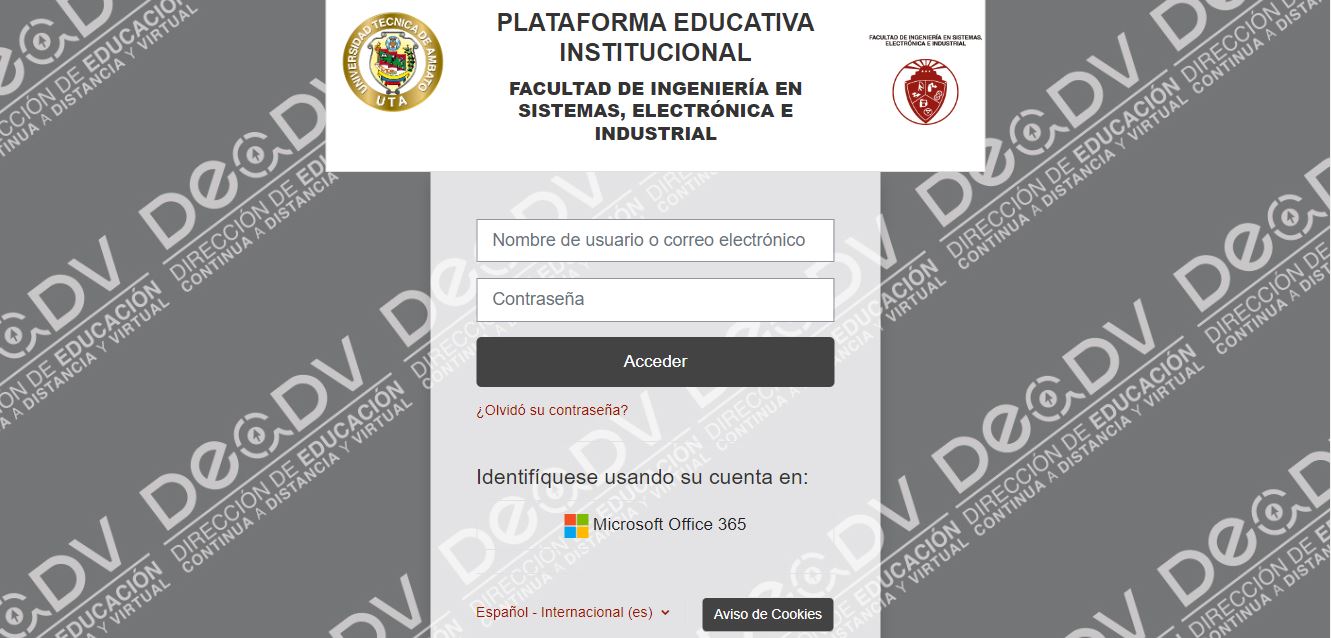 PLATAFORMA EDUCATIVA
INSTITUCIONAL
FACULTAD DE INGENIERÍA EN
SISTEMAS, ELECTRÓNICA E
INDUSTRIAL
UNIVERSIDAD TECNICA DE AMBATO
UTA
FACULTAD DE INGENIERÍA EN SISTEMAS,
ELECTRÓNICA E INDUSTRIAL
Nombre de usuario o correo electrónico
Contraseña
Acceder
¿Olvidó su contraseña?
Identifíquese usando su cuenta en:
Microsoft Office 365
Español - Internacional (es)
Aviso de Cookies
DeaDV
DIRECCIÓN DE EDUCACIÓN
CONTINUA A DISTANCIA Y VIRTUAL